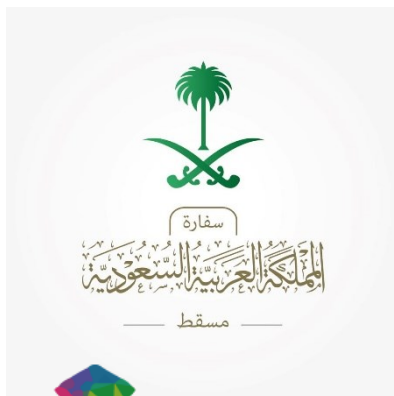 سفارة
المملكة العربية السعودية
مسقط